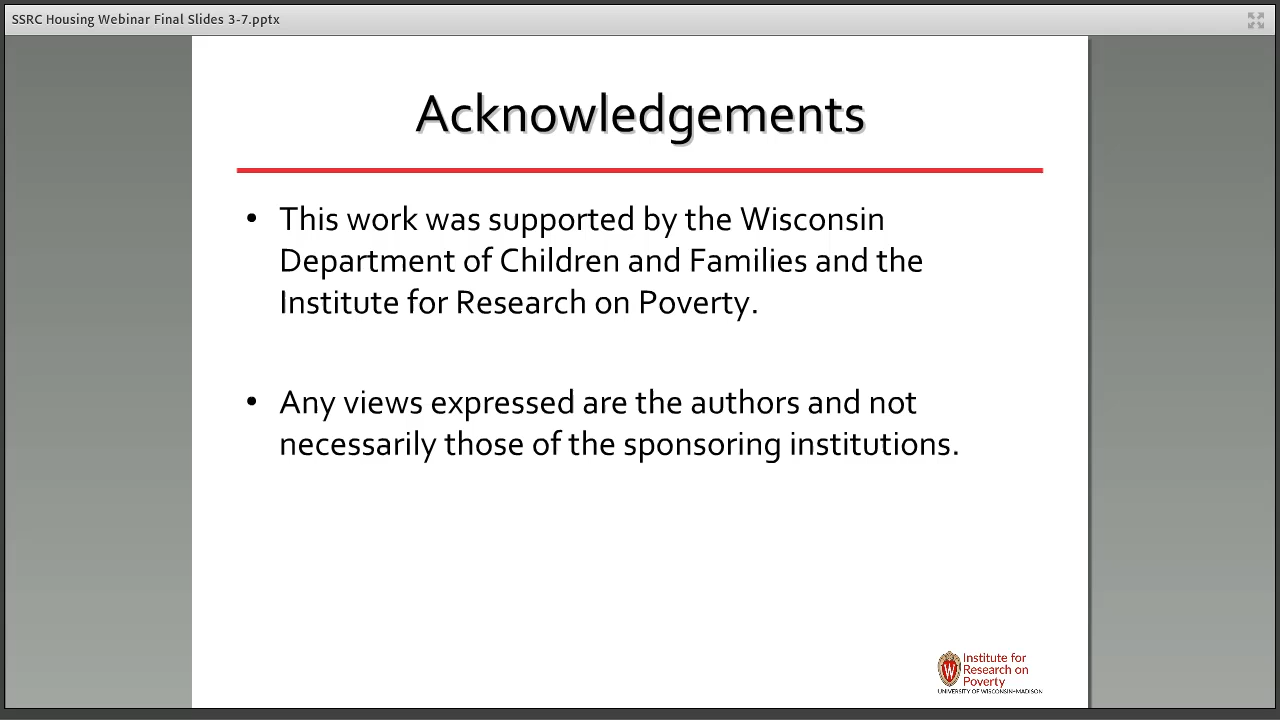 SSRC Housing Webinar Final Slides 3-7.pptx
Acknowledgements
• This work was supported by the Wisconsin
Department of Children and Families and the
Institute for Research on Poverty.
• Any views expressed are the authors and not
necessarily those of the sponsoring institutions.
W
Institute for
Research on
Poverty
UNIVERSITY OF WISCONSIN–MADISON